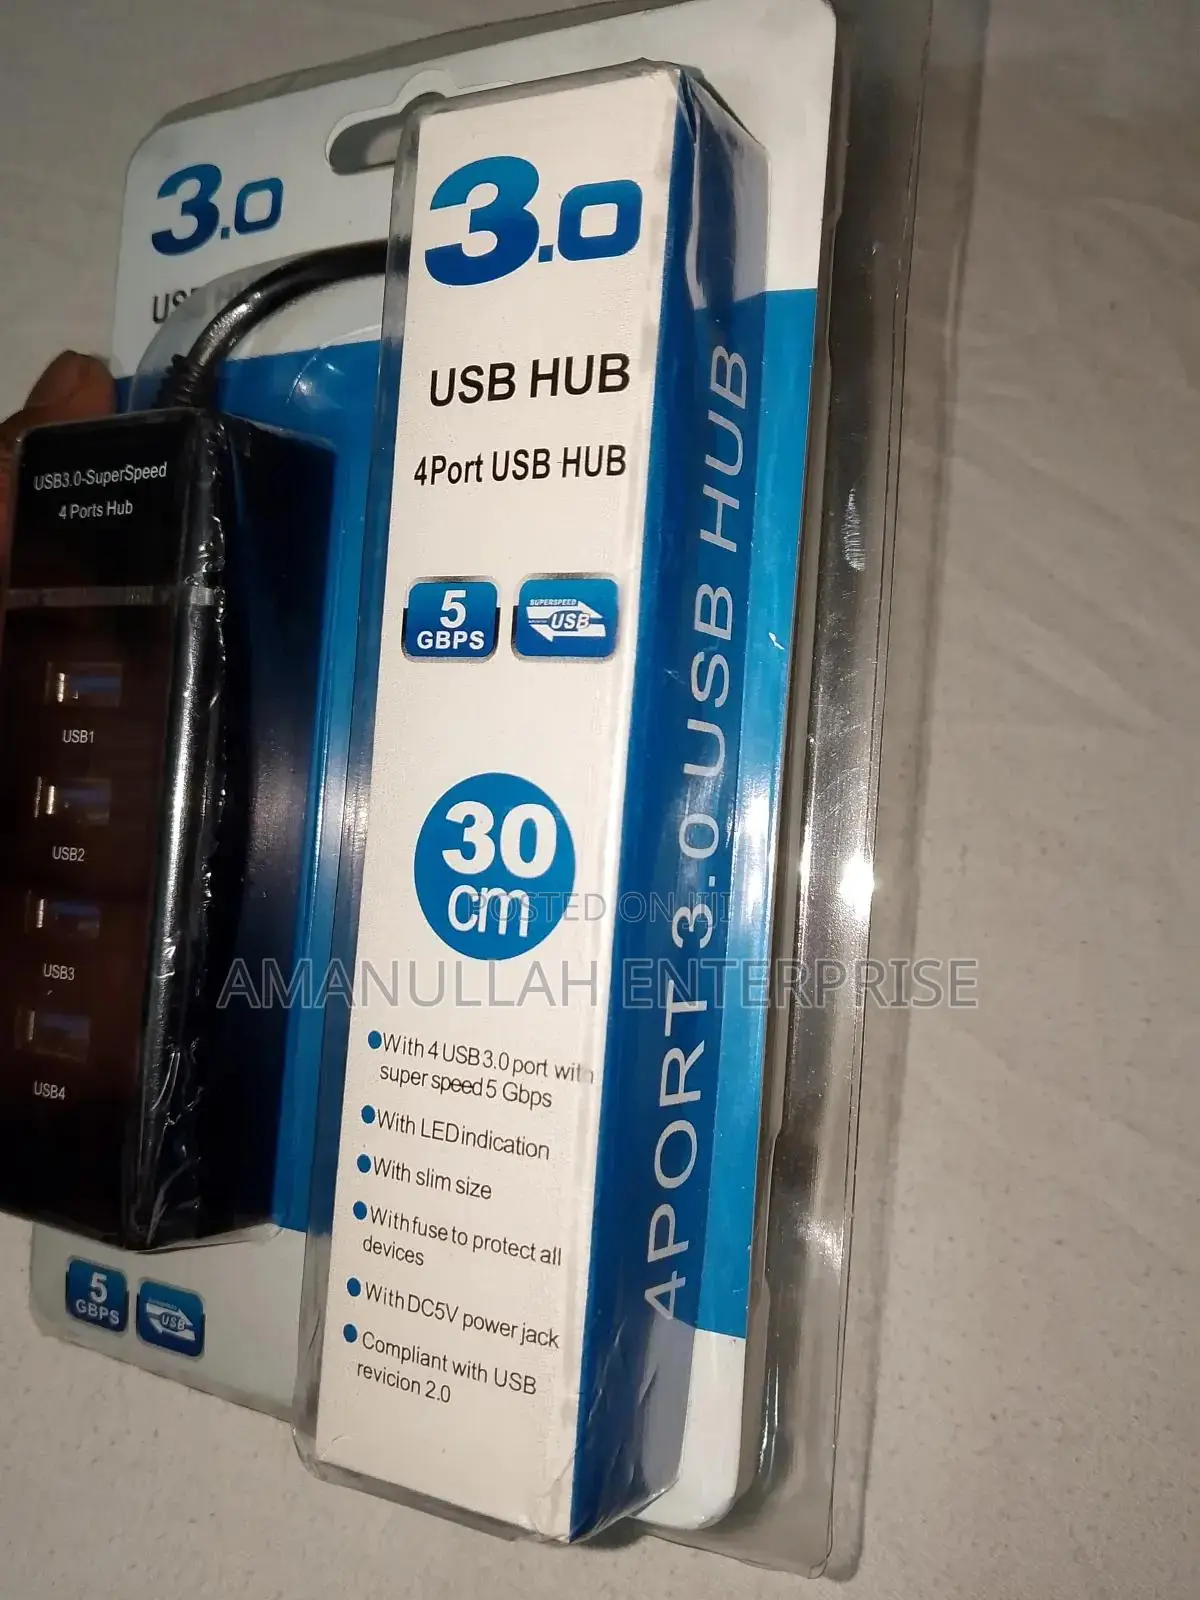 3.0
USB HUB
USB3.0-SuperSpeed
4 Ports Hub
USB1
USB2
USB3
USB4
5
GBPS
USB
3.0
USB HUB
4Port USB HUB
5
GBPS
SUPERSPEED
USB
30
cm
With 4 USB 3.0 port with
super speed 5 Gbps
With LED indication
With slim size
With fuse to protect all
devices
With DC5V power jack
Compliant with USB
revicion 2.0
4PORT 3.0 USB HUB
POSTED ON JIJI
AMANULLAH ENTERPRISE